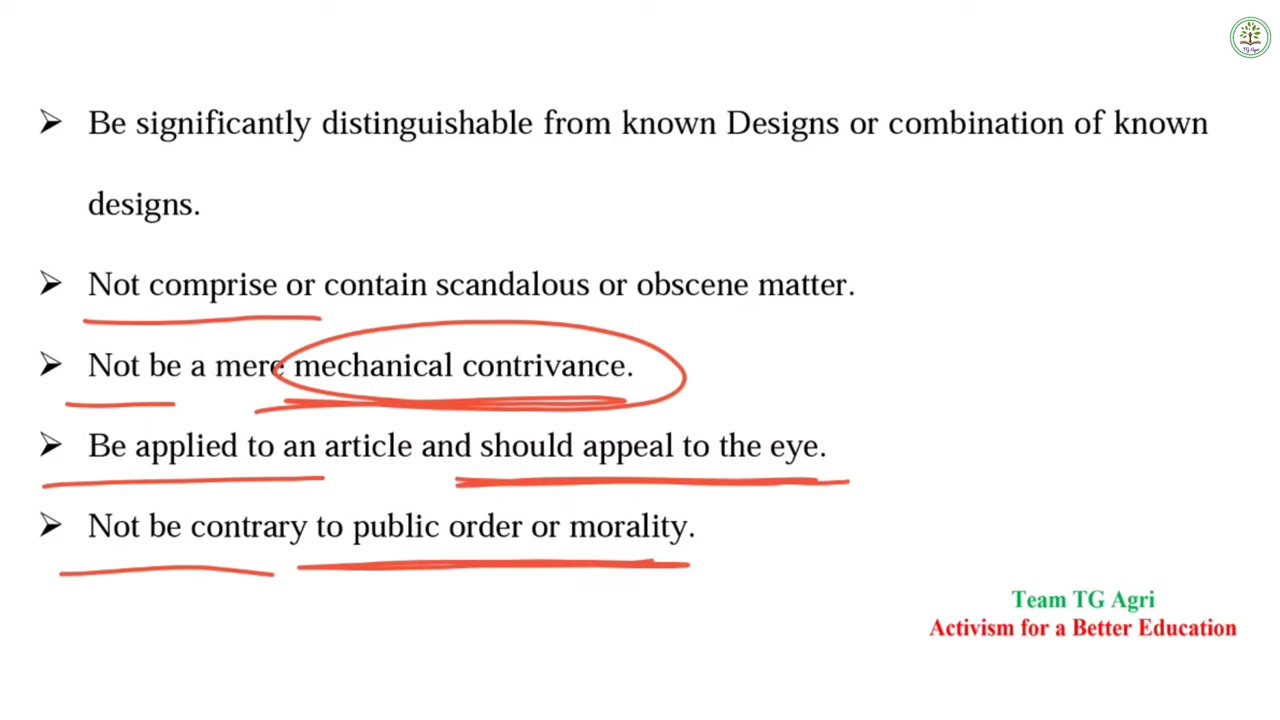 ➢ Be significantly distinguishable from known Designs or combination of known
designs.
➢ Not comprise or contain scandalous or obscene matter.
➢ Not be a mere mechanical contrivance.
➢ Be applied to an article and should appeal to the eye.
➢ Not be contrary to public order or morality.
TG Agri
Team TG Agri
Activism for a Better Education